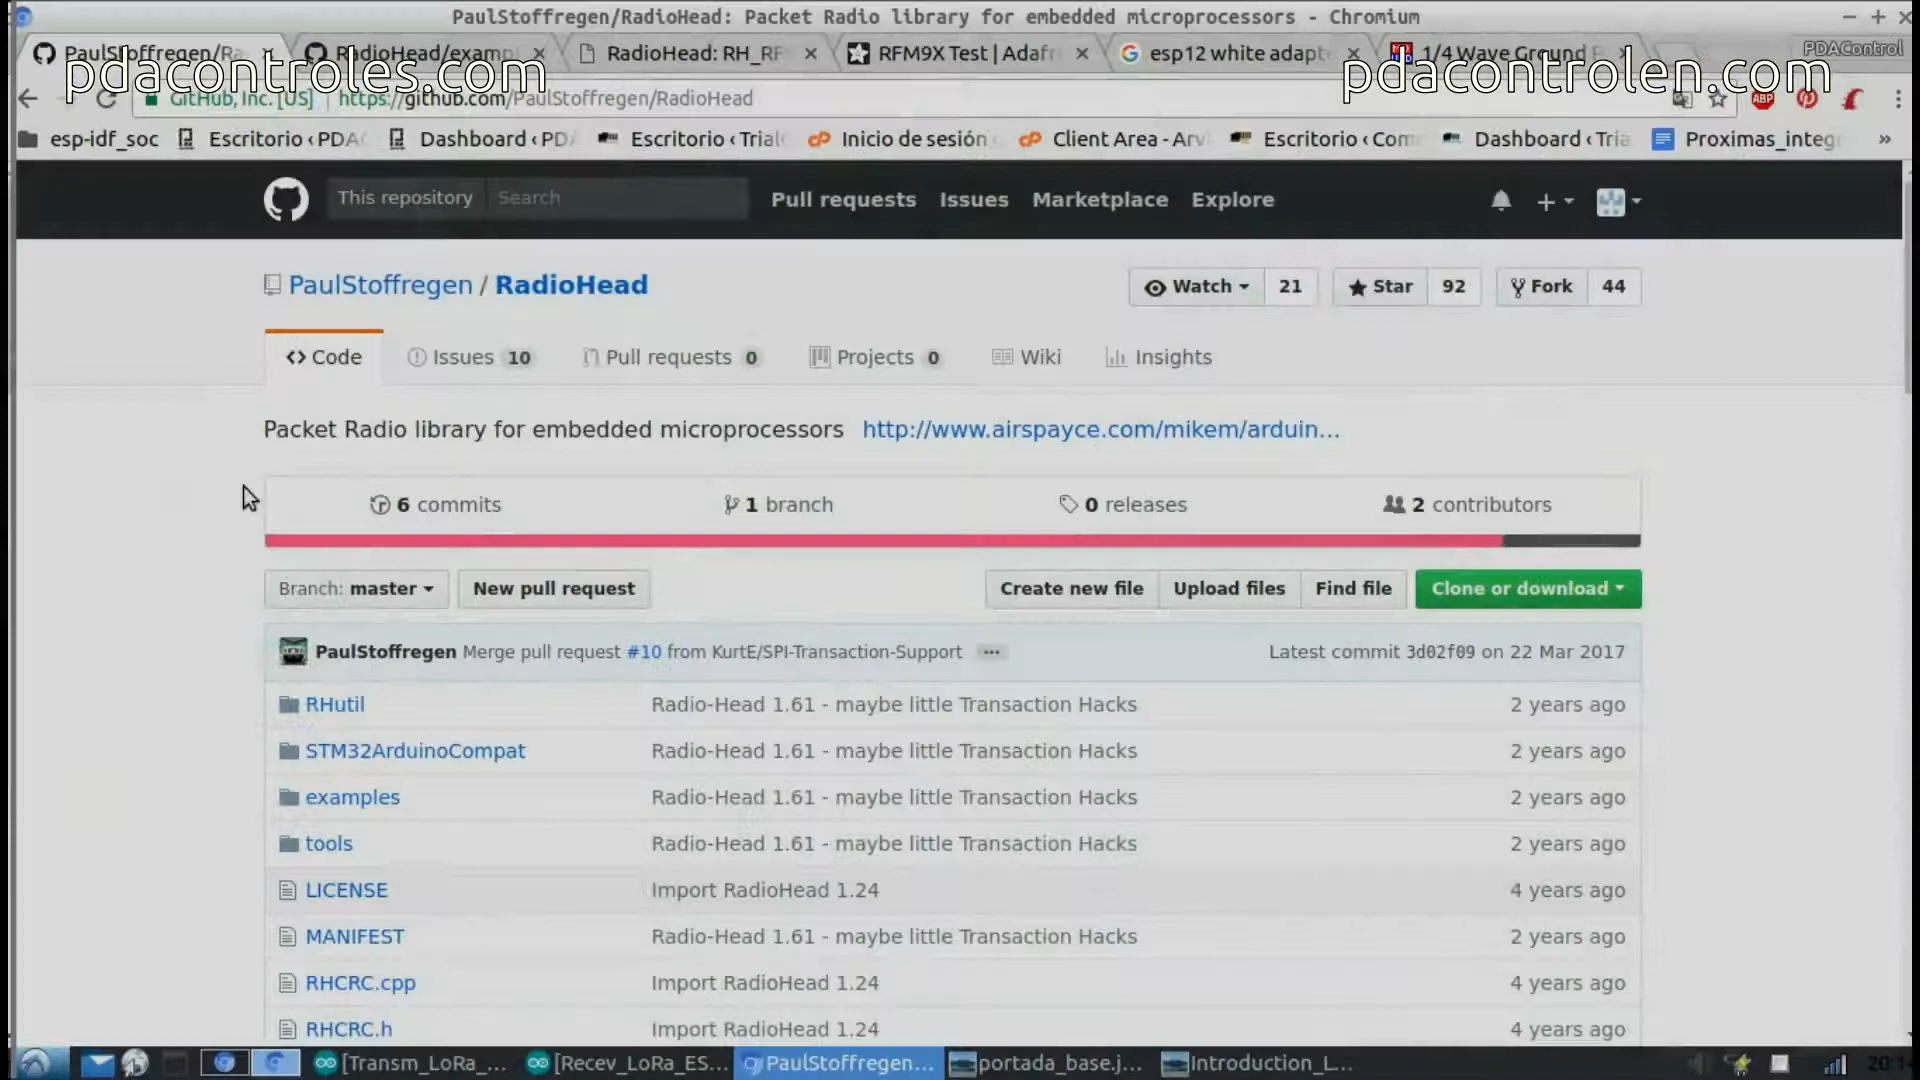 PaulStoffregen/RadioHead: Packet Radio library for embedded microprocessors - Chromium
PaulStoffregen/Ra
RadioHead/examp
RadioHead: RH_RF
RFM9X Test | Adafr
esp12 white adapt
1/4 Wave Ground P
PDAControl
pdacontroles.com
pdacontrolen.com
GitHub, Inc. [US]
https://github.com/PaulStoffregen/RadioHead
ABP
esp-idf_soc
Escritorio ‹ PDAC
Dashboard ‹ PDA
Escritorio ‹ Trial
Inicio de sesión
Client Area - Arv
Escritorio ‹ Com
Dashboard ‹ Tria
Proximas_integ
»
This repository
Search
Pull requests
Issues
Marketplace
Explore
PaulStoffregen / RadioHead
Watch
21
Star
92
Fork
44
Code
Issues 10
Pull requests 0
Projects 0
Wiki
Insights
Packet Radio library for embedded microprocessors
http://www.airspayce.com/mikem/arduin...
6 commits
1 branch
0 releases
2 contributors
Branch: master
New pull request
Create new file
Upload files
Find file
Clone or download
PaulStoffregen Merge pull request #10 from KurtE/SPI-Transaction-Support ...
Latest commit 3d02f09 on 22 Mar 2017
RHutil
Radio-Head 1.61 - maybe little Transaction Hacks
2 years ago
STM32ArduinoCompat
Radio-Head 1.61 - maybe little Transaction Hacks
2 years ago
examples
Radio-Head 1.61 - maybe little Transaction Hacks
2 years ago
tools
Radio-Head 1.61 - maybe little Transaction Hacks
2 years ago
LICENSE
Import RadioHead 1.24
4 years ago
MANIFEST
Radio-Head 1.61 - maybe little Transaction Hacks
2 years ago
RHCRC.cpp
Import RadioHead 1.24
4 years ago
RHCRC.h
Import RadioHead 1.24
4 years ago
[Transm_LoRa_...
[Recev_LoRa_ES...
PaulStoffregen...
portada_base.j...
Introduction_L...